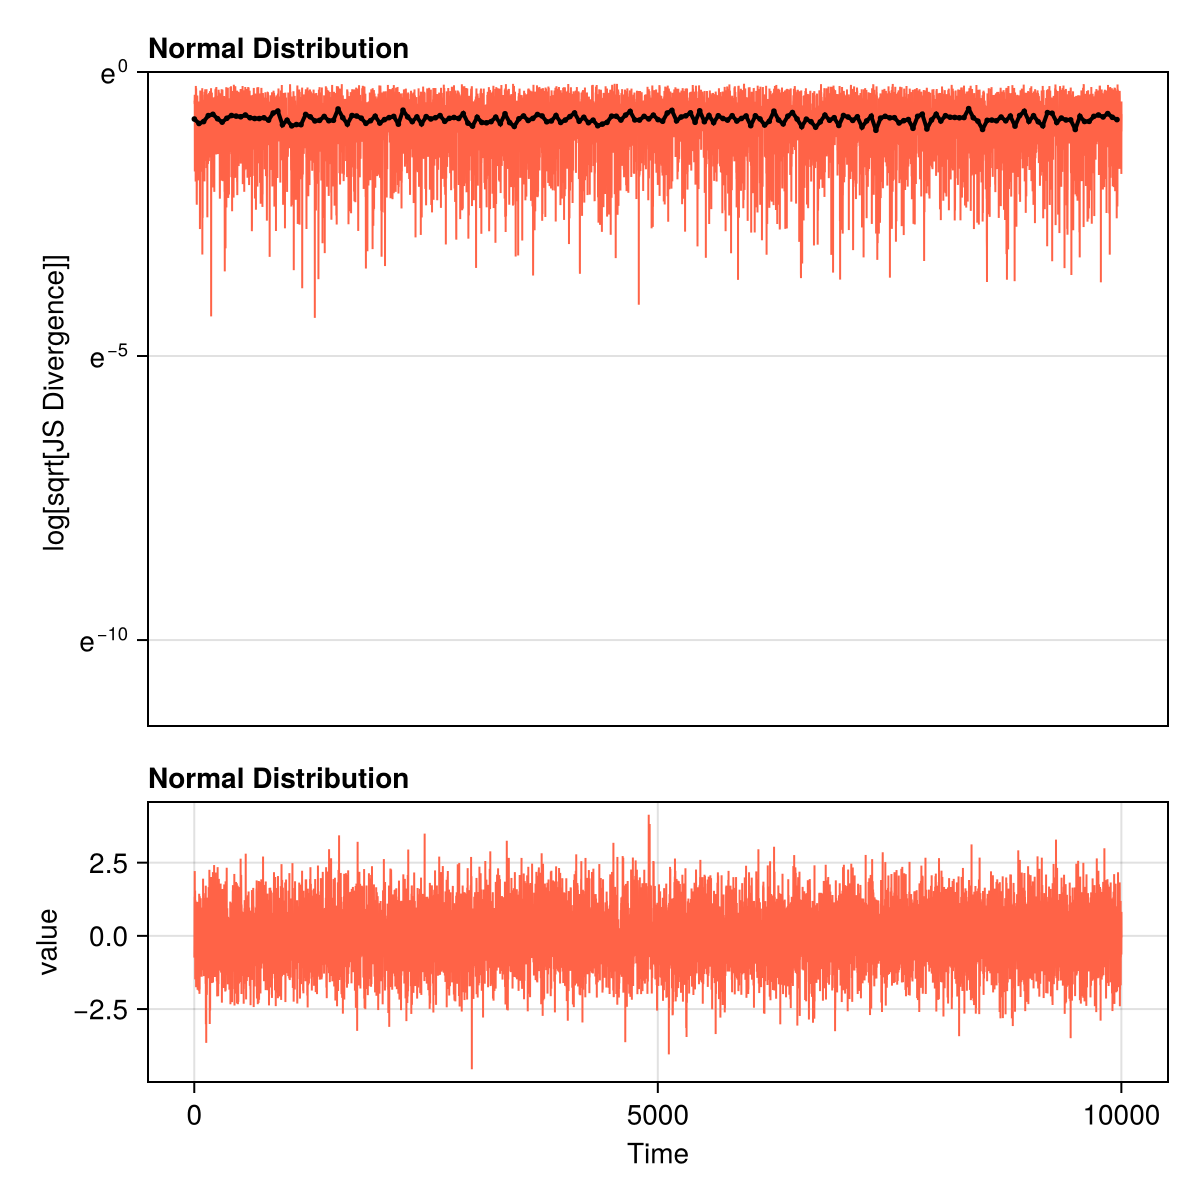 Normal Distribution
e⁰
e⁻⁵
e⁻¹⁰
log[sqrt[JS Divergence]]
Normal Distribution
2.5
0.0
−2.5
value
0 5000 10000
Time